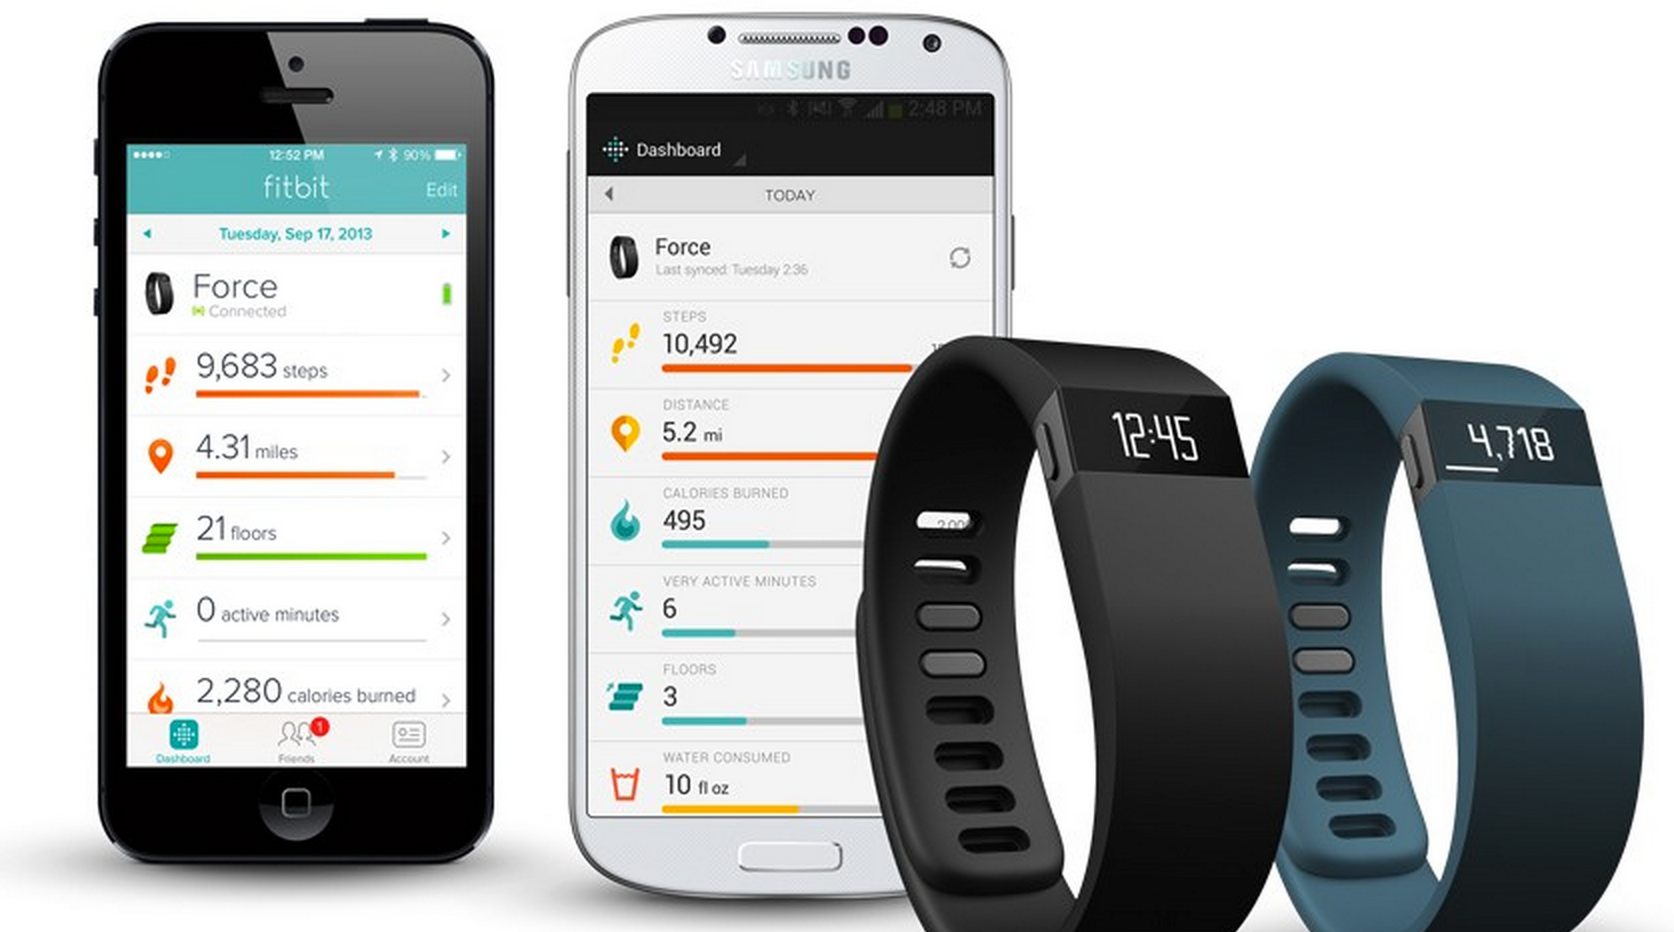 12:52 PM
90%
fitbit
Edit
Tuesday, Sep 17, 2013
Force
Connected
9,683 steps
4.31 miles
21 floors
0 active minutes
2,280 calories burned
1
Dashboard
Friends
Account
SAMSUNG
2:48 PM
Dashboard
TODAY
Force
Last synced: Tuesday 2:36
STEPS
10,492
DISTANCE
5.2 mi
CALORIES BURNED
495
VERY ACTIVE MINUTES
6
FLOORS
3
WATER CONSUMED
10 fl oz
12:45
4,718